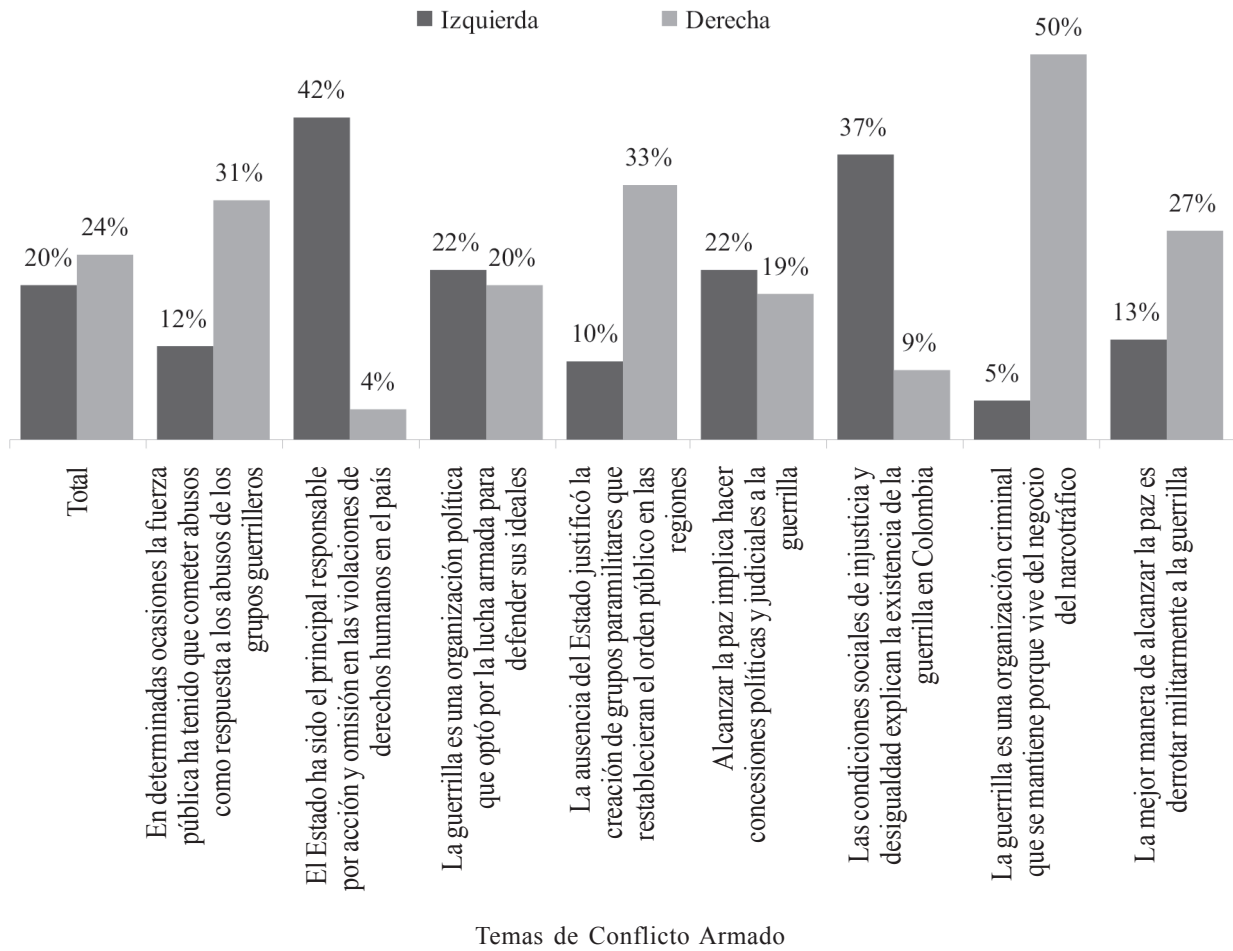 Izquierda
Derecha
20%
24%
12%
31%
42%
4%
22%
20%
10%
33%
22%
19%
37%
9%
5%
50%
13%
27%
Total
En determinadas ocasiones la fuerza
pública ha tenido que cometer abusos
como respuesta a los abusos de los
grupos guerrilleros
El Estado ha sido el principal responsable
por acción y omisión en las violaciones de
derechos humanos en el país
La guerrilla es una organización política
que optó por la lucha armada para
defender sus ideales
La ausencia del Estado justificó la
creación de grupos paramilitares que
restablecieran el orden público en las
regiones
Alcanzar la paz implica hacer
concesiones políticas y judiciales a la
guerrilla
Las condiciones sociales de injusticia y
desigualdad explican la existencia de la
guerrilla en Colombia
La guerrilla es una organización criminal
que se mantiene porque vive del negocio
del narcotráfico
La mejor manera de alcanzar la paz es
derrotar militarmente a la guerrilla
Temas de Conflicto Armado